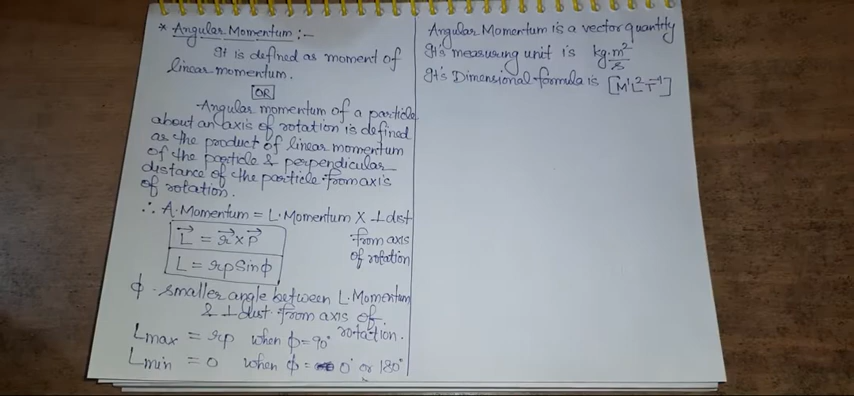 * Angular Momentum :-
It is defined as moment of
linear momentum.
OR
Angular momentum of a particle
about an axis of rotation is defined
as the product of linear momentum
of the particle & perpendicular
distance of the particle from axis
of rotation.
∴ A.Momentum = L.Momentum X ⊥dist
from axis
of rotation
L⃗ = r⃗ × p⃗
L = rp Sinϕ
ϕ - smaller angle between L.Momentum
& ⊥dist. from axis of
rotation.
Lmax = rp when ϕ = 90°
Lmin = 0 when ϕ = 0° or 180°
Angular Momentum is a vector quantity
It's measuring unit is kg.m²/s
It's Dimensional formula is [M¹L²T⁻¹]